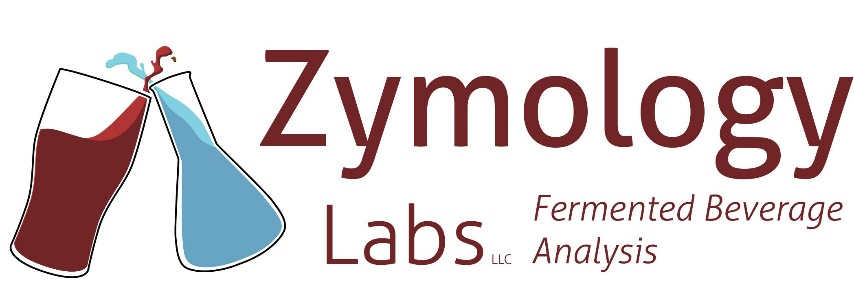 Zymology
Labs LLC
Fermented Beverage
Analysis